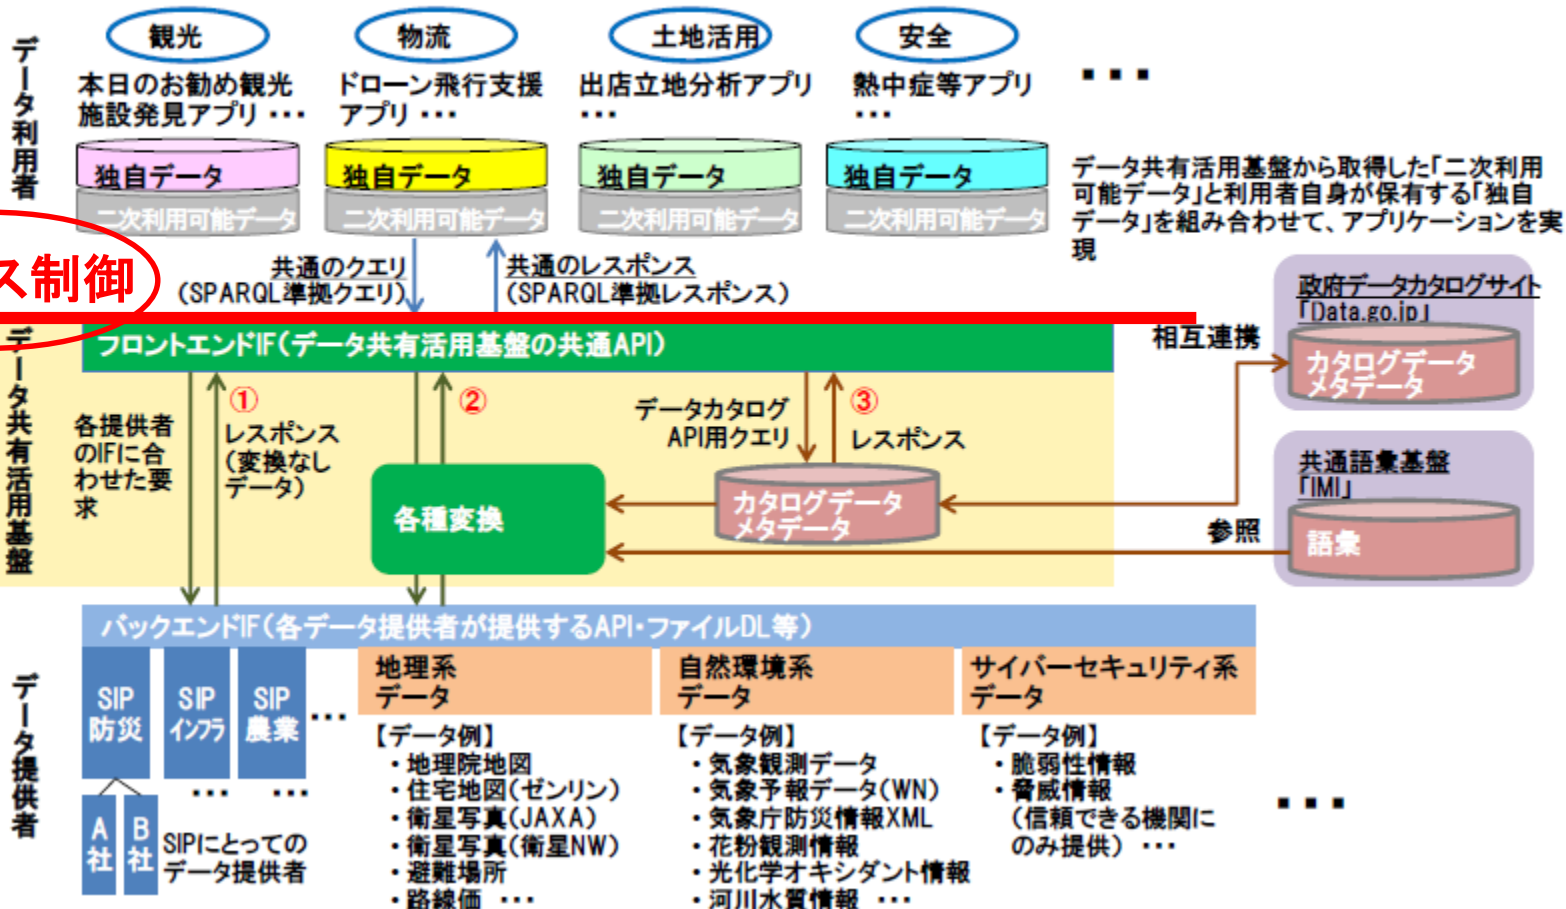 データ利用者
観光
本日のお勧め観光
施設発見アプリ ・・・
独自データ
二次利用可能データ
物流
ドローン飛行支援
アプリ ・・・
独自データ
二次利用可能データ
土地活用
出店立地分析アプリ
・・・
独自データ
二次利用可能データ
安全
熱中症等アプリ
・・・
独自データ
二次利用可能データ
・・・
データ共有活用基盤から取得した「二次利用
可能データ」と利用者自身が保有する「独自
データ」を組み合わせて、アプリケーションを実
現
ス制御
共通のクエリ
(SPARQL準拠クエリ)
共通のレスポンス
(SPARQL準拠レスポンス)
データ共有活用基盤
フロントエンドIF(データ共有活用基盤の共通API)
各提供者
のIFに合
わせた要
求
①
レスポンス
(変換なし
データ)
②
各種変換
データカタログ
API用クエリ
③
レスポンス
カタログデータ
メタデータ
相互連携
政府データカタログサイト
「Data.go.jp」
カタログデータ
メタデータ
参照
共通語彙基盤
「IMI」
語彙
データ提供者
バックエンドIF(各データ提供者が提供するAPI・ファイルDL等)
SIP
防災
SIP
インフラ
SIP
農業
・・・
A
社
B
社
・・・
・・・
SIPにとっての
データ提供者
地理系
データ
【データ例】
・地理院地図
・住宅地図(ゼンリン)
・衛星写真(JAXA)
・衛星写真(衛星NW)
・避難場所
・路線価 ・・・
自然環境系
データ
【データ例】
・気象観測データ
・気象予報データ(WN)
・気象庁防災情報XML
・花粉観測情報
・光化学オキシダント情報
・河川水質情報 ・・・
サイバーセキュリティ系
データ
【データ例】
・脆弱性情報
・脅威情報
(信頼できる機関に
のみ提供) ・・・
・・・